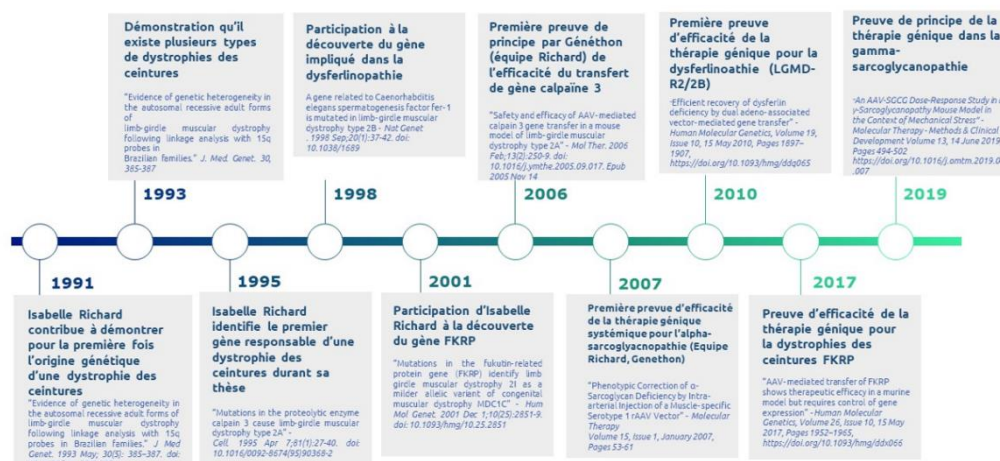 Démonstration qu'il
existe plusieurs types
de dystrophies des
ceintures
"Evidence of genetic heterogeneity in
the autosomal recessive adult forms
of
limb-girdle muscular dystrophy
following linkage analysis with 15q
probes in
Brazilian families." J. Med. Genet. 30,
385-387
1993
Participation à la
découverte du gène
impliqué dans la
dysferlinopathie
A gene related to Caenorhabditis
elegans spermatogenesis factor fer-1
is mutated in limb-girdle muscular
dystrophy type 2B - Nat Genet
. 1998 Sep;20(1):37-42. doi:
10.1038/1689
1998
Première preuve de
principe par Généthon
(équipe Richard) de
l'efficacité du transfert
de gène calpaïne 3
"Safety and efficacy of AAV-mediated
calpain 3 gene transfer in a mouse
model of limb-girdle muscular
dystrophy type 2A" - Mol Ther. 2006
Feb;13(2):250-9. doi:
10.1016/j.ymthe.2005.09.017. Epub
2005 Nov 14
2006
Première preuve
d'efficacité de la
thérapie génique pour la
dysferlinoathie (LGMD-
R2/2B)
"Efficient recovery of dysferlin
deficiency by dual adeno-associated
vector-mediated gene transfer" -
Human Molecular Genetics, Volume 19,
Issue 10, 15 May 2010, Pages 1897–
1907,
https://doi.org/10.1093/hmg/ddq065
2010
Preuve de principe de la
thérapie génique dans la
gamma-
sarcoglycanopathie
"An AAV-SGCG Dose-Response Study in
γ-Sarcoglycanopathy Mouse Model in
the Context of Mechanical Stress" -
Molecular Therapy - Methods & Clinical
Development Volume 13, 14 June 2019,
Pages 494-502
https://doi.org/10.1016/j.omtm.2019.0
.007
2019
1991
Isabelle Richard
contribue à démontrer
pour la première fois
l'origine génétique
d'une dystrophie des
ceintures
"Evidence of genetic heterogeneity in
the autosomal recessive adult forms of
limb-girdle muscular dystrophy
following linkage analysis with 15q
probes in Brazilian families." J Med
Genet. 1993 May; 30(5): 385–387. doi:
1995
Isabelle Richard
identifie le premier
gène responsable d'une
dystrophie des
ceintures durant sa
thèse
"Mutations in the proteolytic enzyme
calpain 3 cause limb-girdle muscular
dystrophy type 2A" -
Cell. 1995 Apr 7;81(1):27-40. doi:
10.1016/0092-8674(95)90368-2
2001
Participation d'Isabelle
Richard à la découverte
du gène FKRP
"Mutations in the fukutin-related
protein gene (FKRP) identify limb
girdle muscular dystrophy 2I as a
milder allelic variant of congenital
muscular dystrophy MDC1C" - Hum
Mol Genet. 2001 Dec 1;10(25):2851-9.
doi: 10.1093/hmg/10.25.2851
2007
Première prevue d'efficacité
de la thérapie génique
systémique pour l'alpha-
sarcoglyacnopathie (Equipe
Richard, Genethon)
"Phenotypic Correction of α-
Sarcoglycan Deficiency by Intra-
arterial Injection of a Muscle-specific
Serotype 1 rAAV Vector" -
Molecular Therapy
Volume 15, Issue 1, January 2007,
Pages 53-61
2017
Preuve d'efficacité de la
thérapie génique pour
la dystrophies des
ceintures FKRP
"AAV-mediated transfer of FKRP
shows therapeutic efficacy in a murine
model but requires control of gene
expression" - Human Molecular
Genetics, Volume 26, Issue 10, 15 May
2017, Pages 1952–1965,
https://doi.org/10.1093/hmg/ddx066